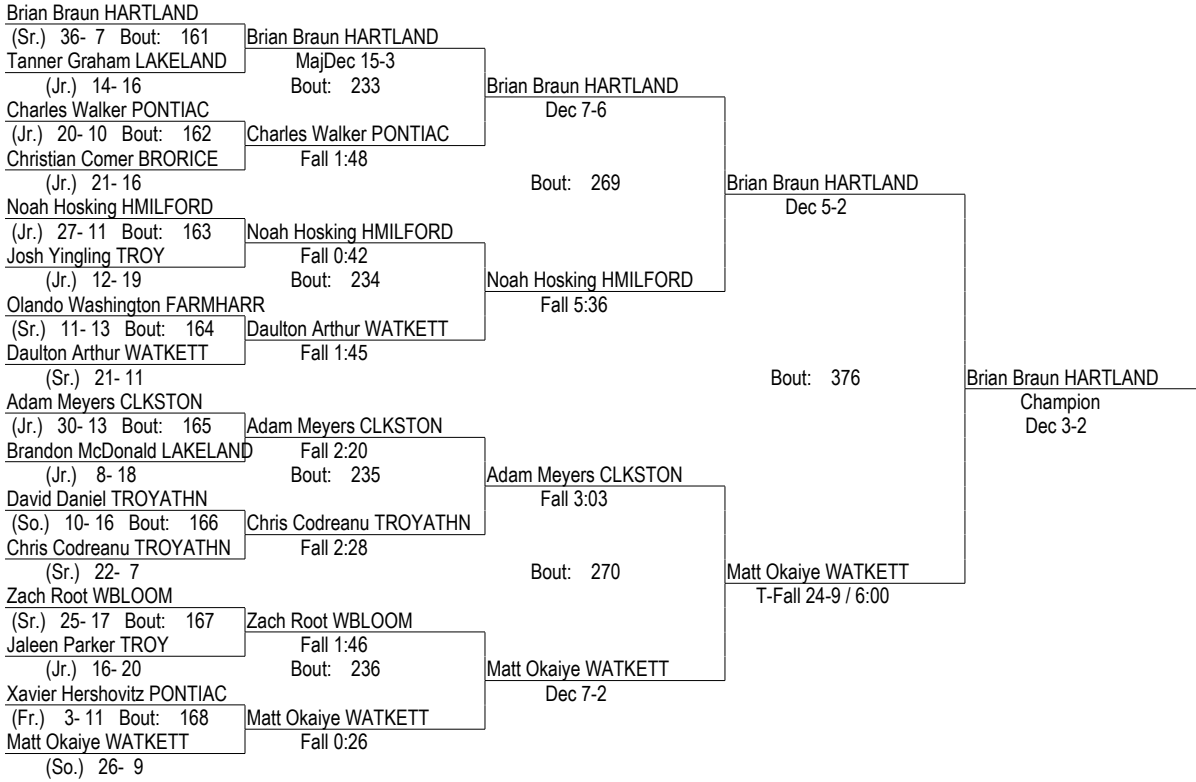 Brian Braun HARTLAND
(Sr.) 36- 7 Bout: 161 Brian Braun HARTLAND
Tanner Graham LAKELAND MajDec 15-3
(Jr.) 14- 16 Bout: 233 Brian Braun HARTLAND
Charles Walker PONTIAC Dec 7-6
(Jr.) 20- 10 Bout: 162 Charles Walker PONTIAC
Christian Comer BRORICE Fall 1:48
(Jr.) 21- 16 Bout: 269 Brian Braun HARTLAND
Noah Hosking HMILFORD Dec 5-2
(Jr.) 27- 11 Bout: 163 Noah Hosking HMILFORD
Josh Yingling TROY Fall 0:42
(Jr.) 12- 19 Bout: 234 Noah Hosking HMILFORD
Olando Washington FARMHARR Fall 5:36
(Sr.) 11- 13 Bout: 164 Daulton Arthur WATKETT
Daulton Arthur WATKETT Fall 1:45
(Sr.) 21- 11 Bout: 376 Brian Braun HARTLAND
Adam Meyers CLKSTON Champion
(Jr.) 30- 13 Bout: 165 Adam Meyers CLKSTON Dec 3-2
Brandon McDonald LAKELAND Fall 2:20
(Jr.) 8- 18 Bout: 235 Adam Meyers CLKSTON
David Daniel TROYATHN Fall 3:03
(So.) 10- 16 Bout: 166 Chris Codreanu TROYATHN
Chris Codreanu TROYATHN Fall 2:28
(Sr.) 22- 7 Bout: 270 Matt Okaiye WATKETT
Zach Root WBLOOM T-Fall 24-9 / 6:00
(Sr.) 25- 17 Bout: 167 Zach Root WBLOOM
Jaleen Parker TROY Fall 1:46
(Jr.) 16- 20 Bout: 236 Matt Okaiye WATKETT
Xavier Hershovitz PONTIAC Dec 7-2
(Fr.) 3- 11 Bout: 168 Matt Okaiye WATKETT
Matt Okaiye WATKETT Fall 0:26
(So.) 26- 9